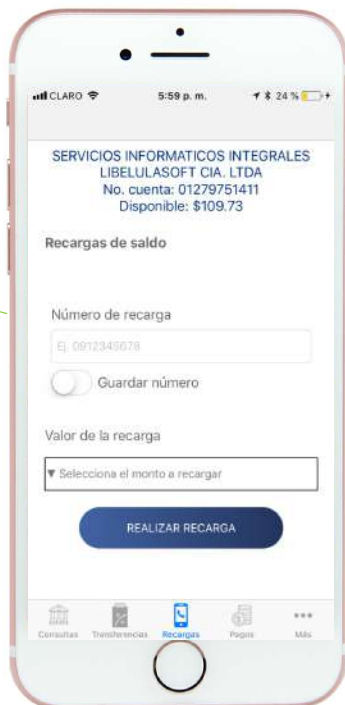 CLARO 5:59 p. m. 24 %
SERVICIOS INFORMATICOS INTEGRALES
LIBELULASOFT CIA. LTDA
No. cuenta: 01279751411
Disponible: $109.73
Recargas de saldo
Número de recarga
Ej. 0912345678
Guardar número
Valor de la recarga
▼ Selecciona el monto a recargar
REALIZAR RECARGA
Consultas Transferencias Recargas Pagos Más